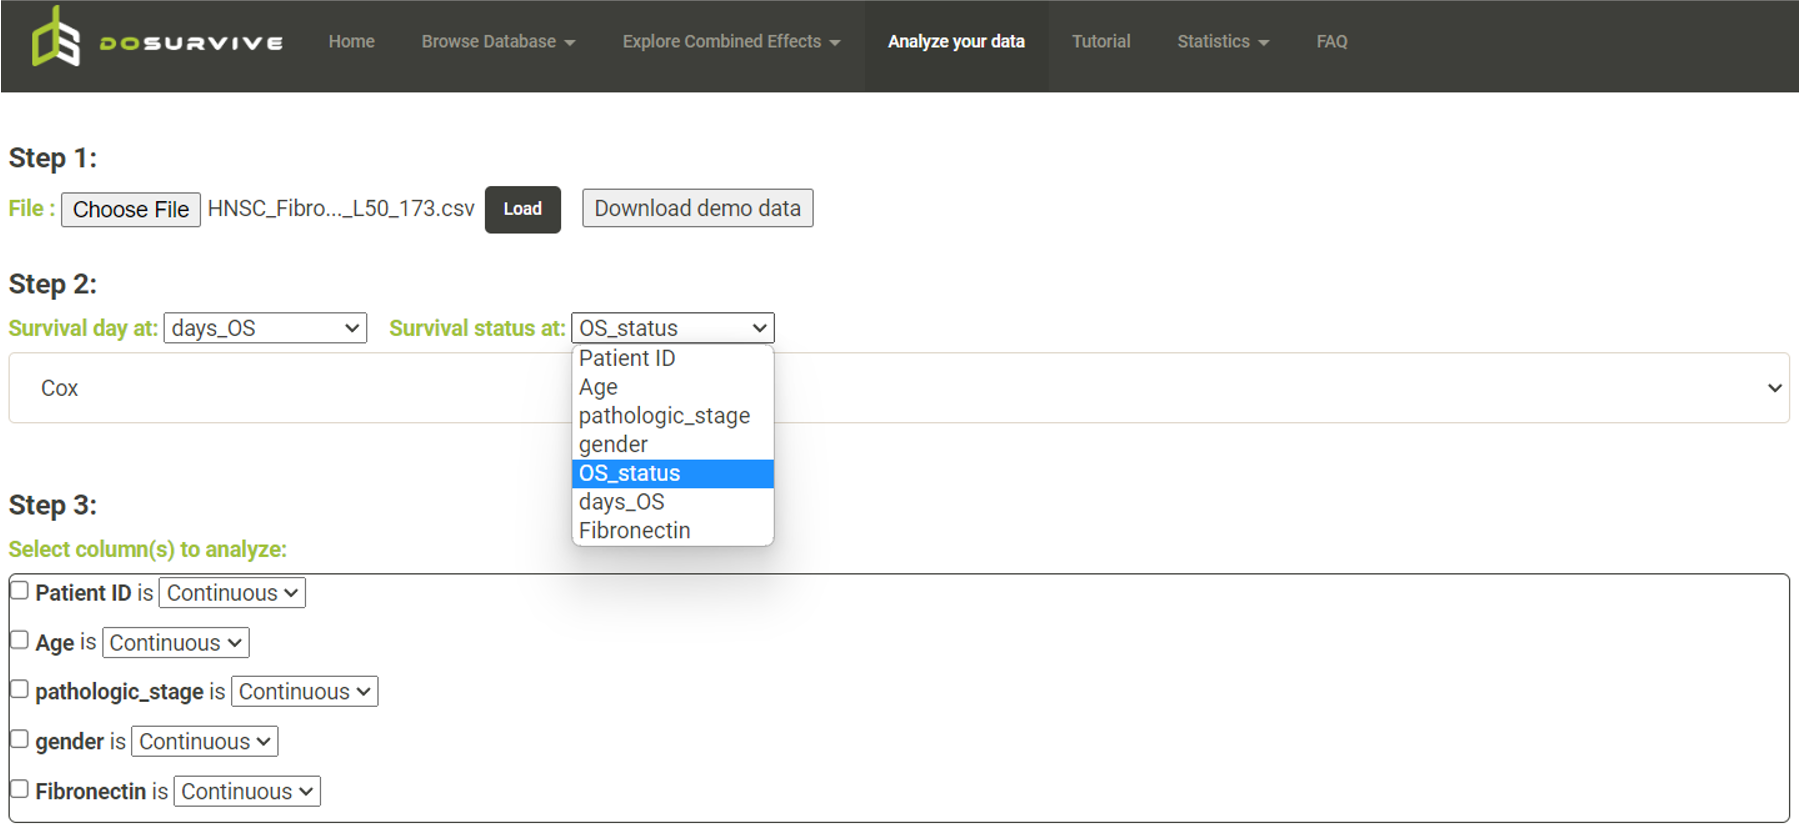 DOSURVIVE Home Browse Database Explore Combined Effects Analyze your data Tutorial Statistics FAQ
Step 1:
File : Choose File HNSC_Fibro..._L50_173.csv Load Download demo data
Step 2:
Survival day at: days_OS Survival status at: OS_status
Patient ID
Cox
Age
pathologic_stage
gender
OS_status
days_OS
Fibronectin
Step 3:
Select column(s) to analyze:
Patient ID is Continuous
Age is Continuous
pathologic_stage is Continuous
gender is Continuous
Fibronectin is Continuous